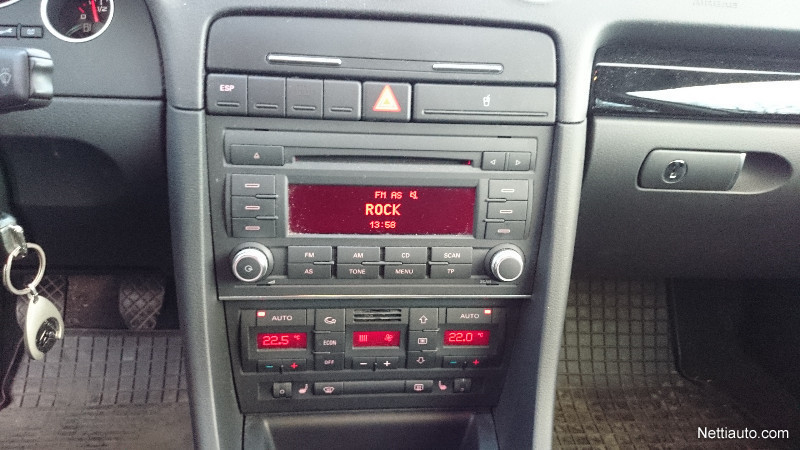 ESP
FM AS
ROCK
13:58
FM AM CD SCAN
AS TONE MENU TP
AUTO AUTO
22.5 ° ECON 22.0 °
OFF
Nettiauto.com